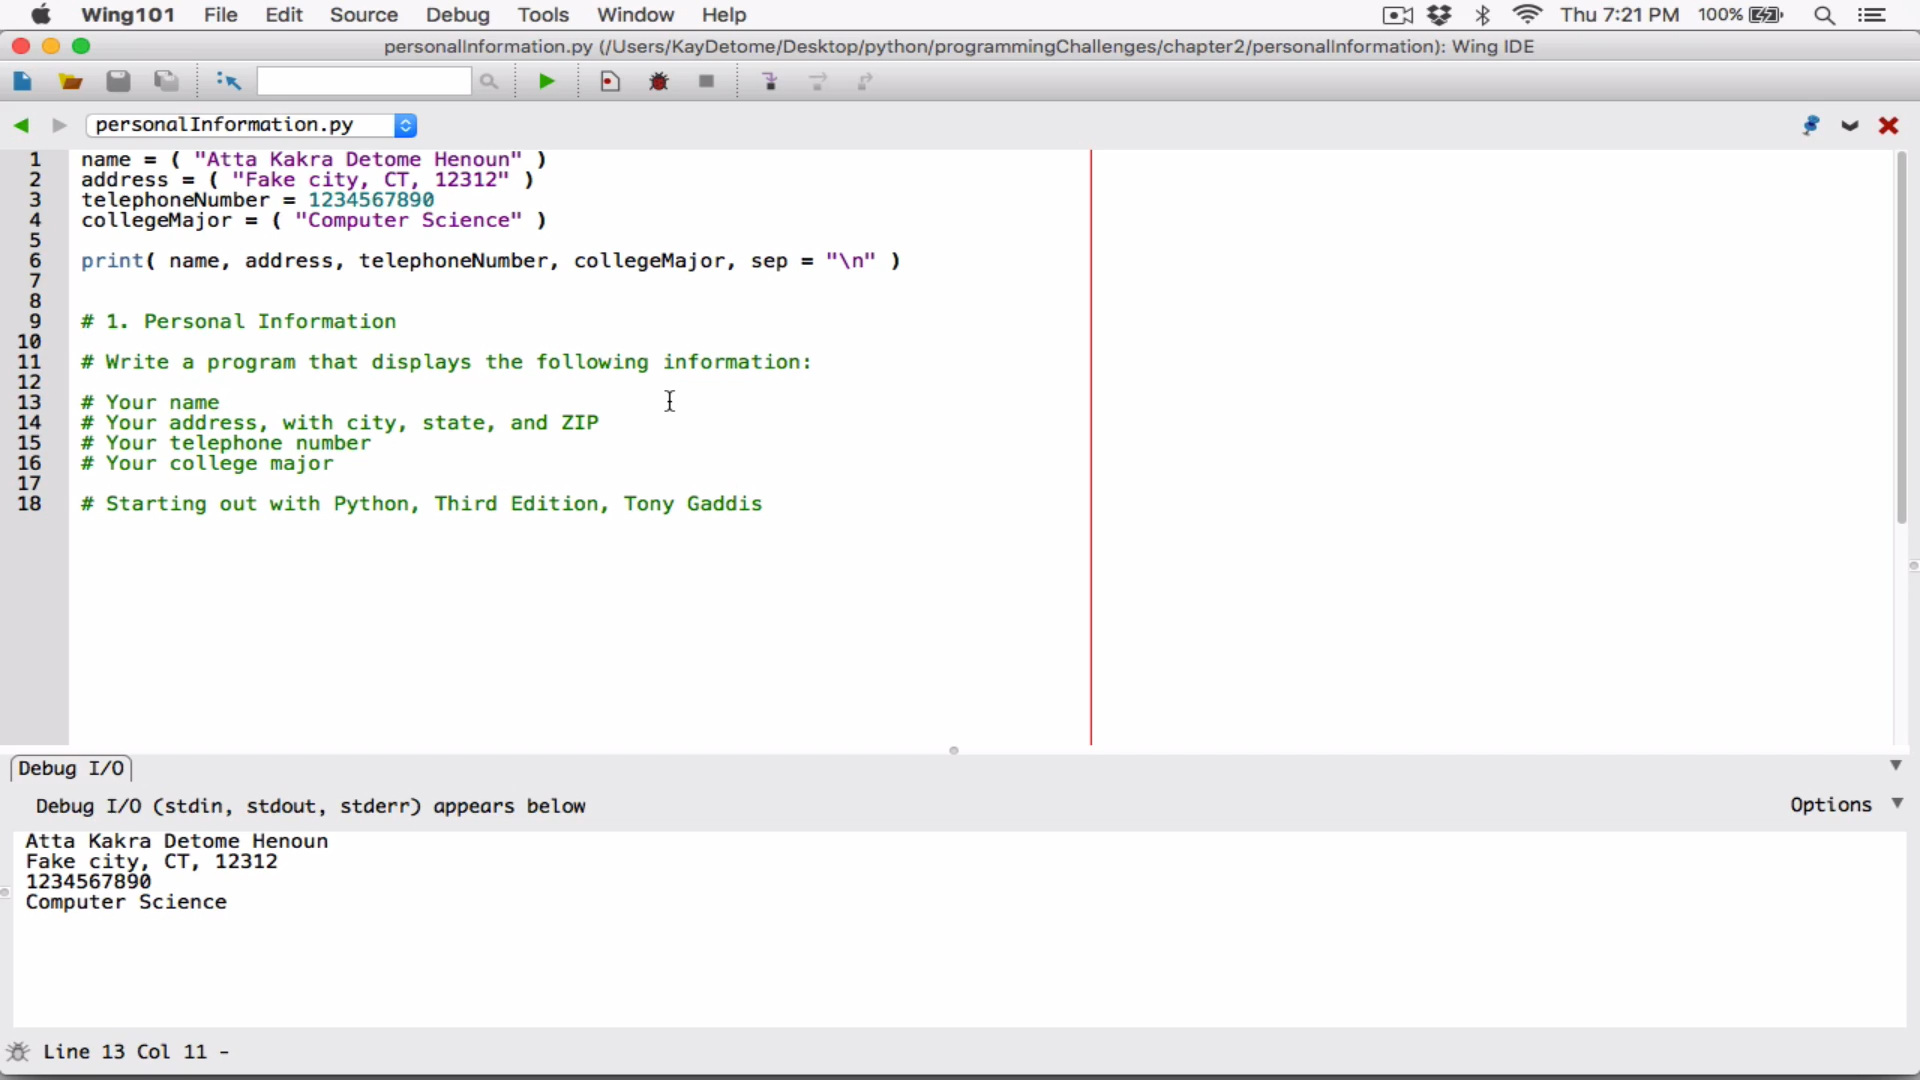 Wing101 File Edit Source Debug Tools Window Help Thu 7:21 PM 100%
personalInformation.py (/Users/KayDetome/Desktop/python/programmingChallenges/chapter2/personalInformation): Wing IDE
personalInformation.py
1 name = ( "Atta Kakra Detome Henoun" )
2 address = ( "Fake city, CT, 12312" )
3 telephoneNumber = 1234567890
4 collegeMajor = ( "Computer Science" )
5
6 print( name, address, telephoneNumber, collegeMajor, sep = "\n" )
7
8
9 # 1. Personal Information
10
11 # Write a program that displays the following information:
12
13 # Your name
14 # Your address, with city, state, and ZIP
15 # Your telephone number
16 # Your college major
17
18 # Starting out with Python, Third Edition, Tony Gaddis
Debug I/O
Debug I/O (stdin, stdout, stderr) appears below Options
Atta Kakra Detome Henoun
Fake city, CT, 12312
1234567890
Computer Science
Line 13 Col 11 -